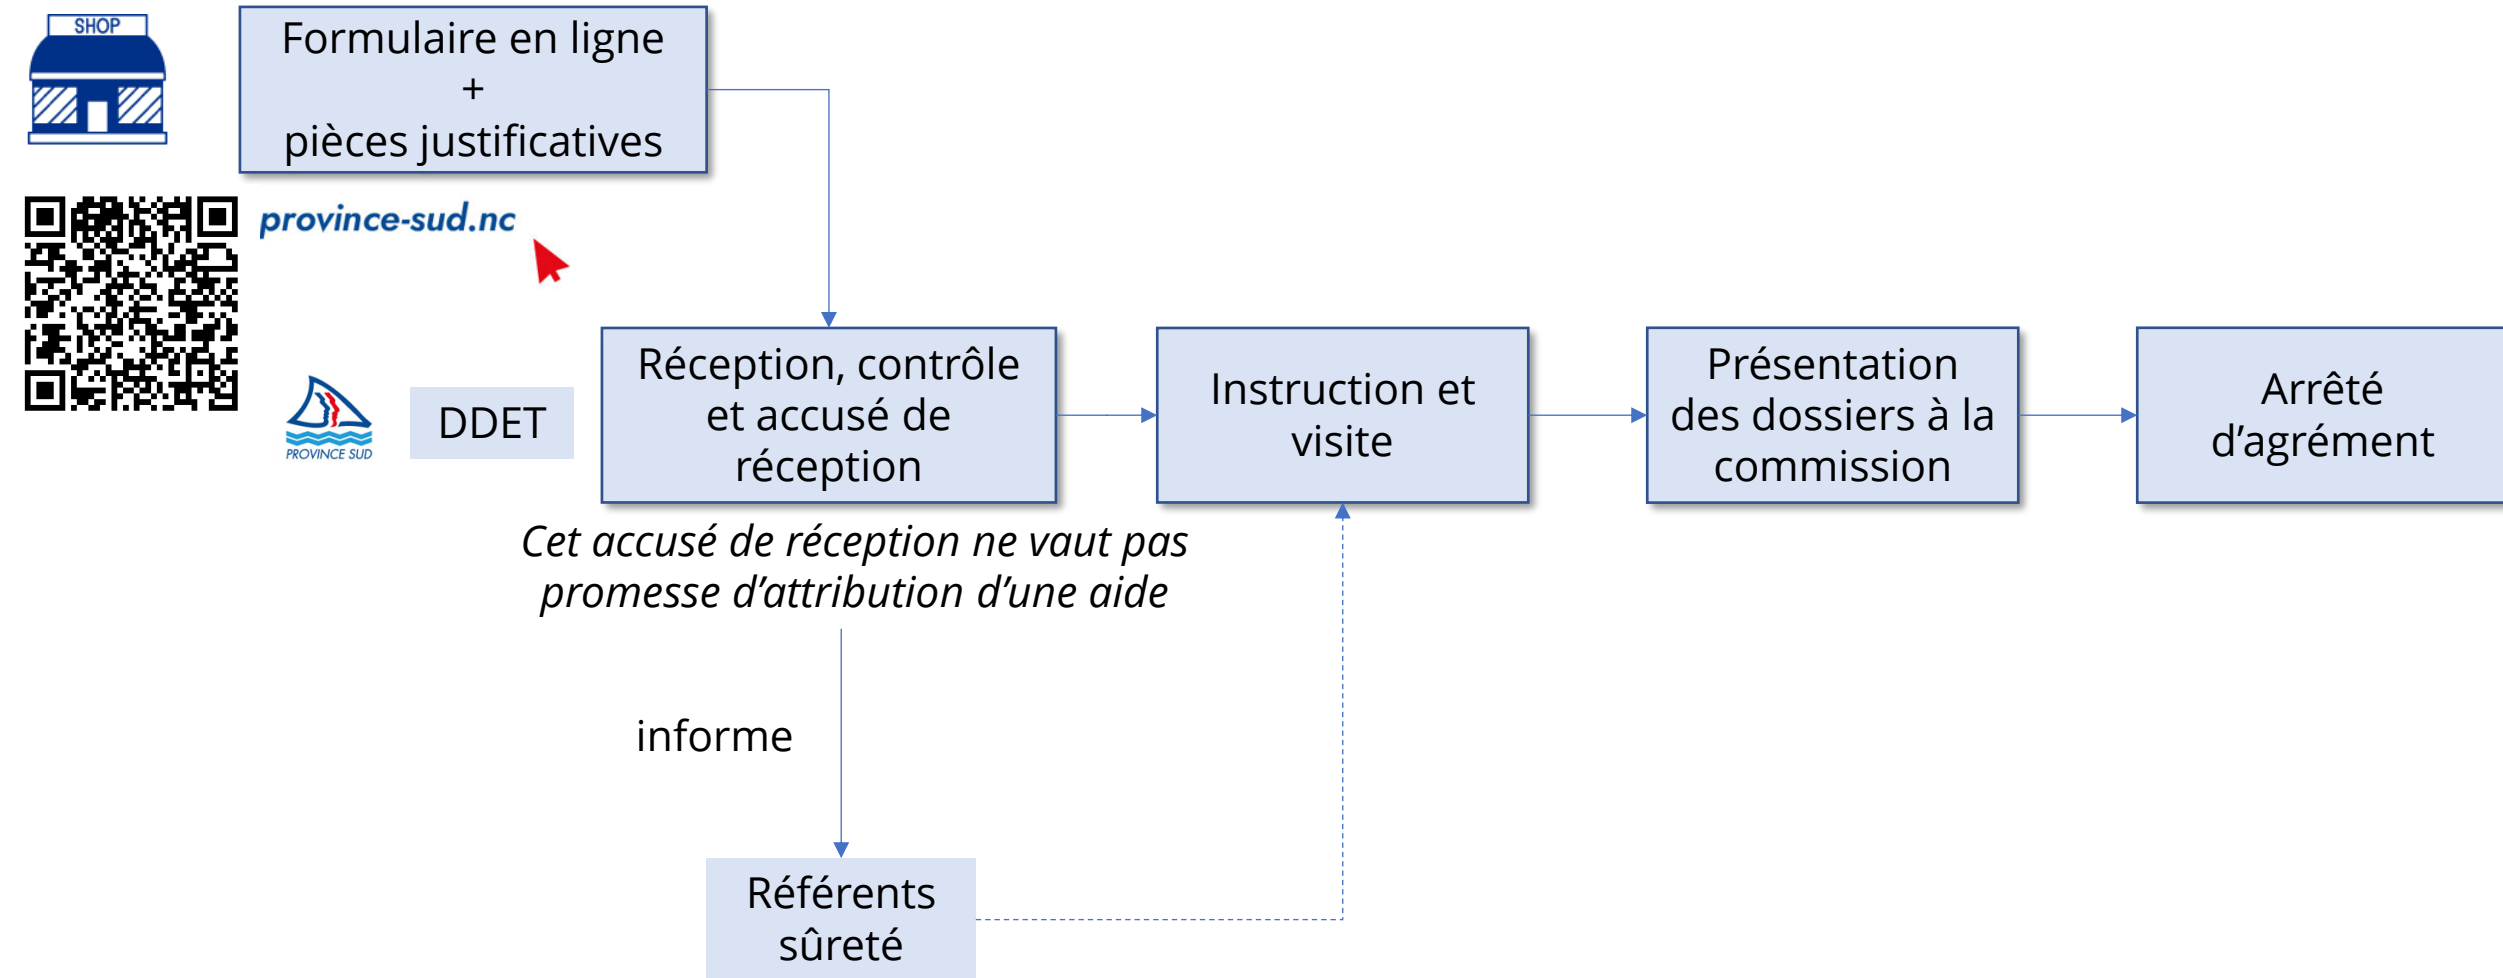 SHOP
Formulaire en ligne
+
pièces justificatives
province-sud.nc
PROVINCE SUD
DDET
Réception, contrôle
et accusé de
réception
Instruction et
visite
Présentation
des dossiers à la
commission
Arrêté
d’agrément
Cet accusé de réception ne vaut pas
promesse d’attribution d’une aide
informe
Référents
sûreté